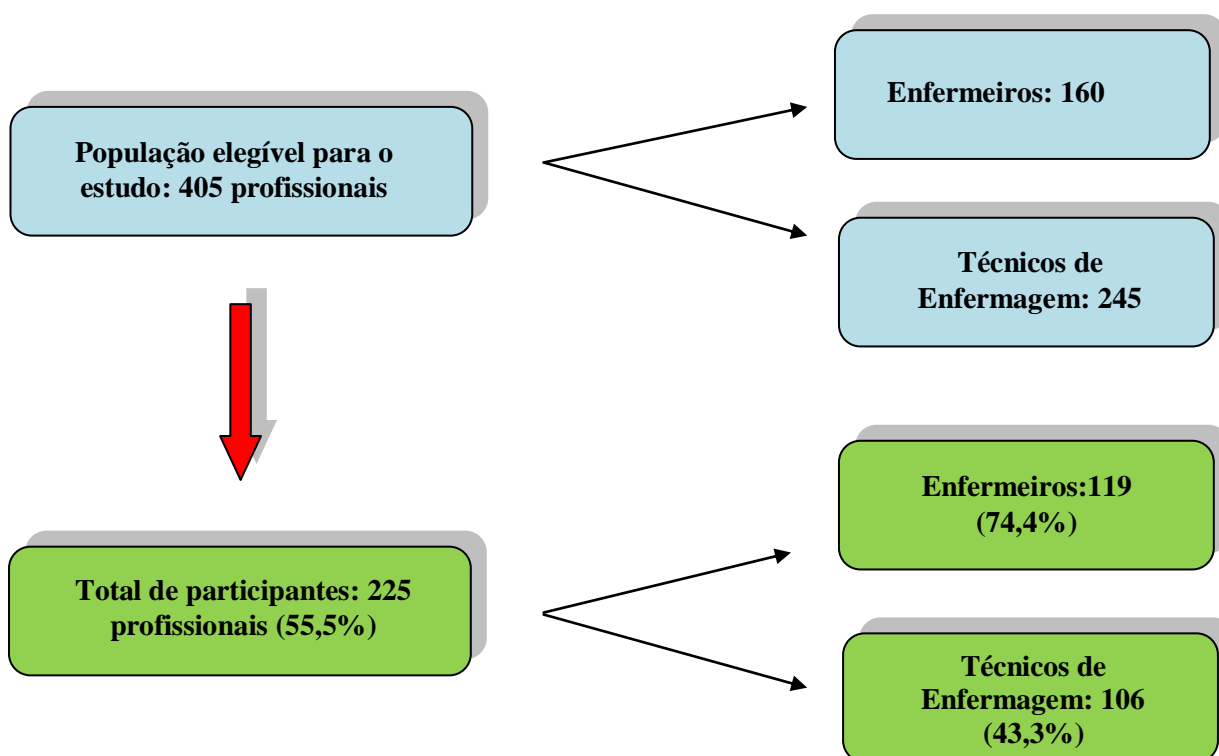 População elegível para o
estudo: 405 profissionais
Enfermeiros: 160
Técnicos de
Enfermagem: 245
Total de participantes: 225
profissionais (55,5%)
Enfermeiros:119
(74,4%)
Técnicos de
Enfermagem: 106
(43,3%)